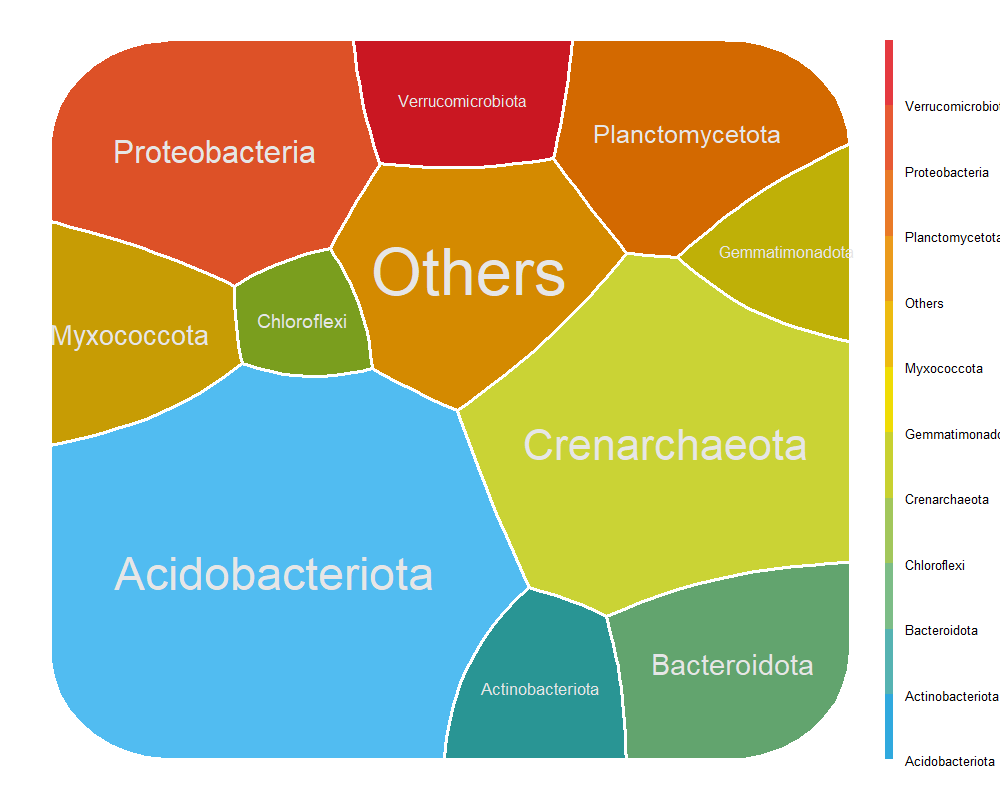 Verrucomicrobiota
Proteobacteria
Planctomycetota
Others
Gemmatimonadota
Chloroflexi
Myxococcota
Crenarchaeota
Acidobacteriota
Bacteroidota
Actinobacteriota
Verrucomicrobiot
Proteobacteria
Planctomycetota
Others
Myxococcota
Gemmatimonado
Crenarchaeota
Chloroflexi
Bacteroidota
Actinobacteriota
Acidobacteriota